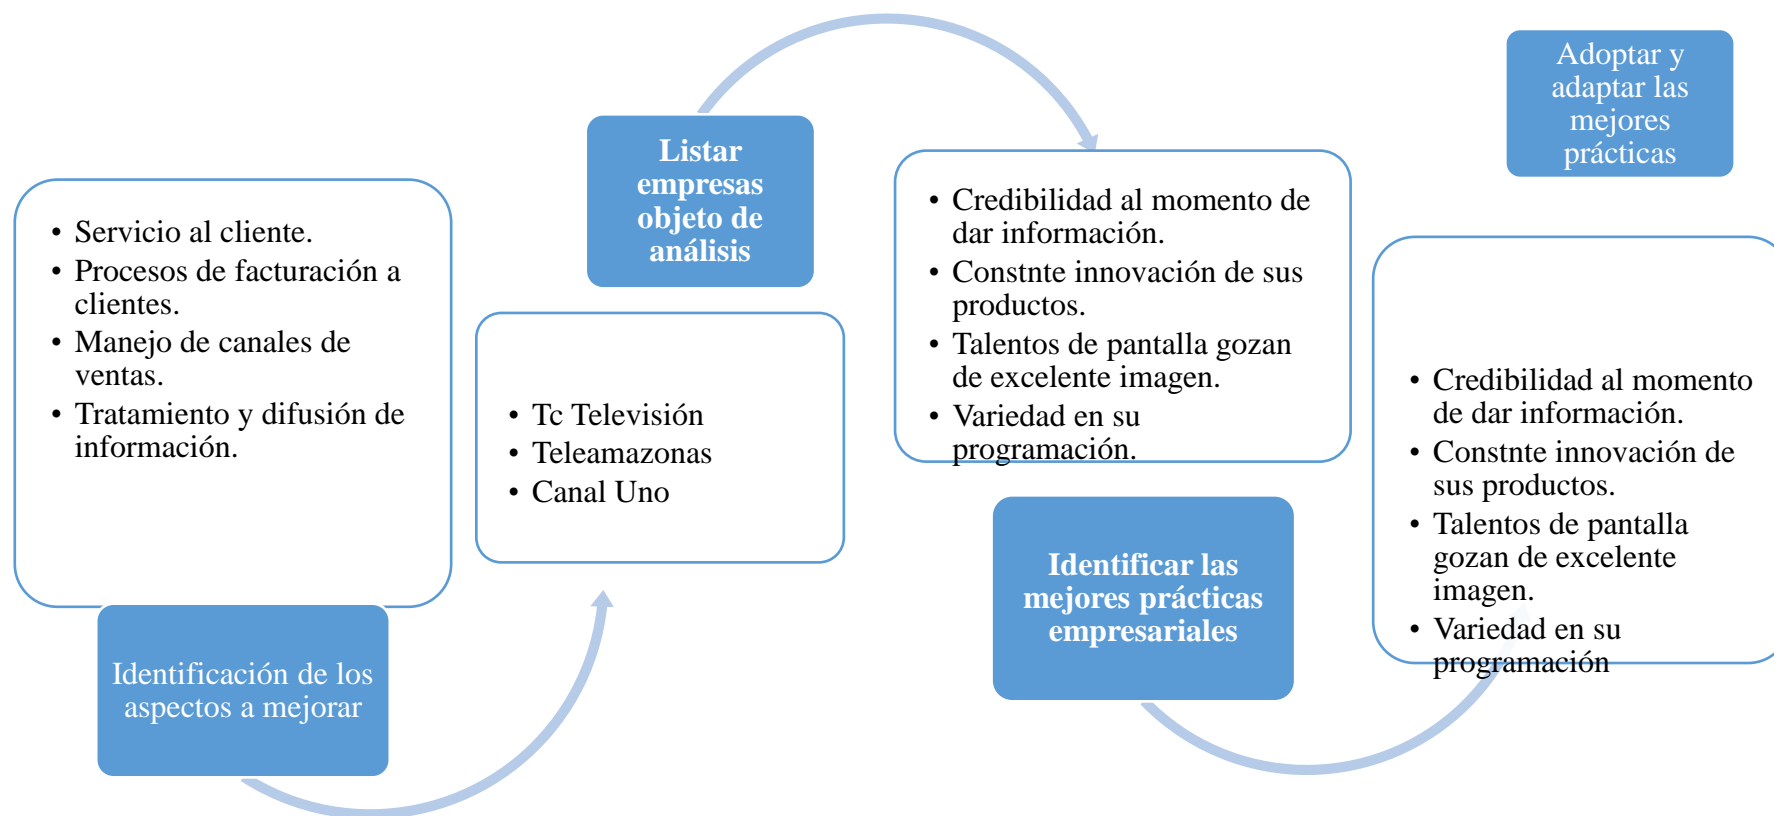 • Servicio al cliente.
• Procesos de facturación a
clientes.
• Manejo de canales de
ventas.
• Tratamiento y difusión de
información.
Identificación de los
aspectos a mejorar
Listar
empresas
objeto de
análisis
• Tc Televisión
• Teleamazonas
• Canal Uno
• Credibilidad al momento de
dar información.
• Constnte innovación de sus
productos.
• Talentos de pantalla gozan
de excelente imagen.
• Variedad en su
programación.
Identificar las
mejores prácticas
empresariales
Adoptar y
adaptar las
mejores
prácticas
• Credibilidad al momento
de dar información.
• Constnte innovación de
sus productos.
• Talentos de pantalla
gozan de excelente
imagen.
• Variedad en su
programación